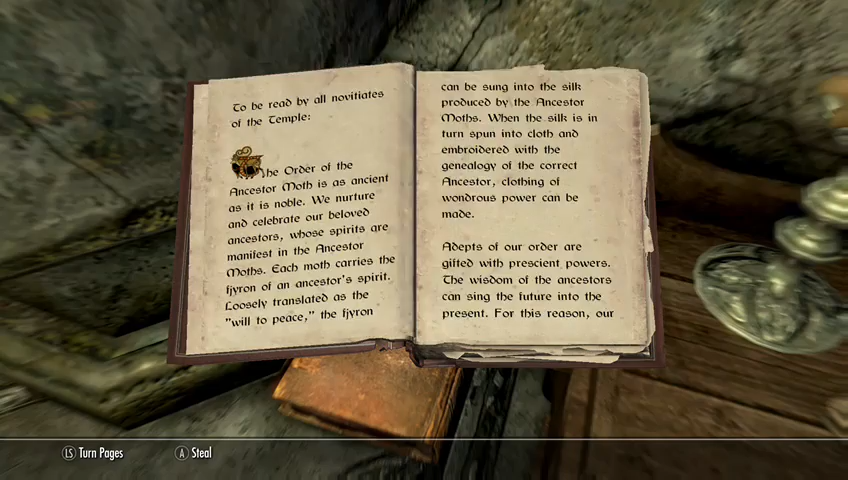 To be read by all novitiates
of the Temple:
The Order of the
Ancestor Moth is as ancient
as it is noble. We nurture
and celebrate our beloved
ancestors, whose spirits are
manifest in the Ancestor
Moths. Each moth carries the
fjyron of an ancestor's spirit.
Loosely translated as the
"will to peace," the fjyron
can be sung into the silk
produced by the Ancestor
Moths. When the silk is in
turn spun into cloth and
embroidered with the
genealogy of the correct
Ancestor, clothing of
wondrous power can be
made.
Adepts of our order are
gifted with prescient powers.
The wisdom of the ancestors
can sing the future into the
present. For this reason, our
LS Turn Pages
A Steal